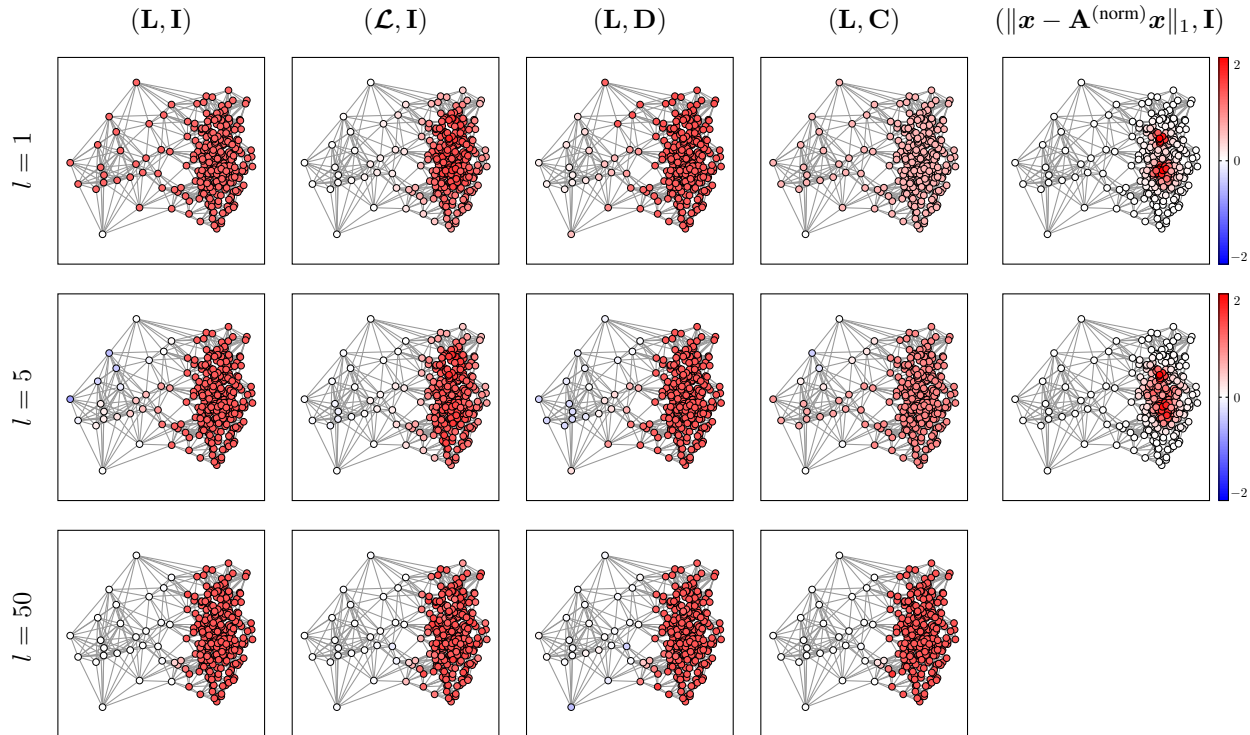 (L, I) (𝓛, I) (L, D) (L, C) (∥x − A^(norm) x∥₁, I)
l = 1
2
0
−2
l = 5
2
0
−2
l = 50